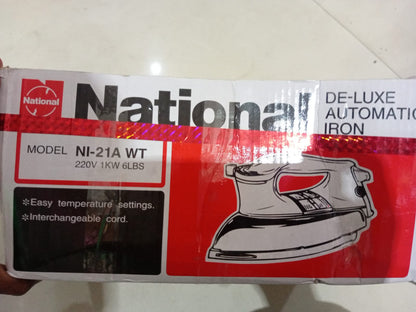 National
National
DE-LUXE
AUTOMATIC
IRON
MODEL NI-21A WT
220V 1KW 6LBS
*Easy temperature settings.
*Interchangeable cord.